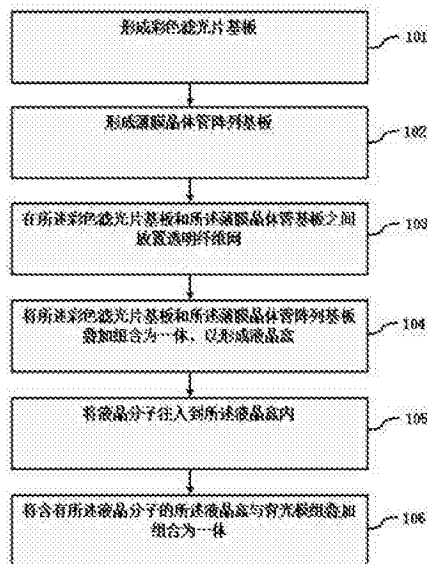 形成彩色滤光片基板
101
形成薄膜晶体管阵列基板
102
在所述彩色滤光片基板和所述薄膜晶体管基板之间
放置透明纤维网
103
将所述彩色滤光片基板和所述薄膜晶体管阵列基板
叠加组合为一体，以形成液晶盒
104
将液晶分子注入到所述液晶盒内
105
将含有所述液晶分子的所述液晶盒与背光模组叠加
组合为一体
106